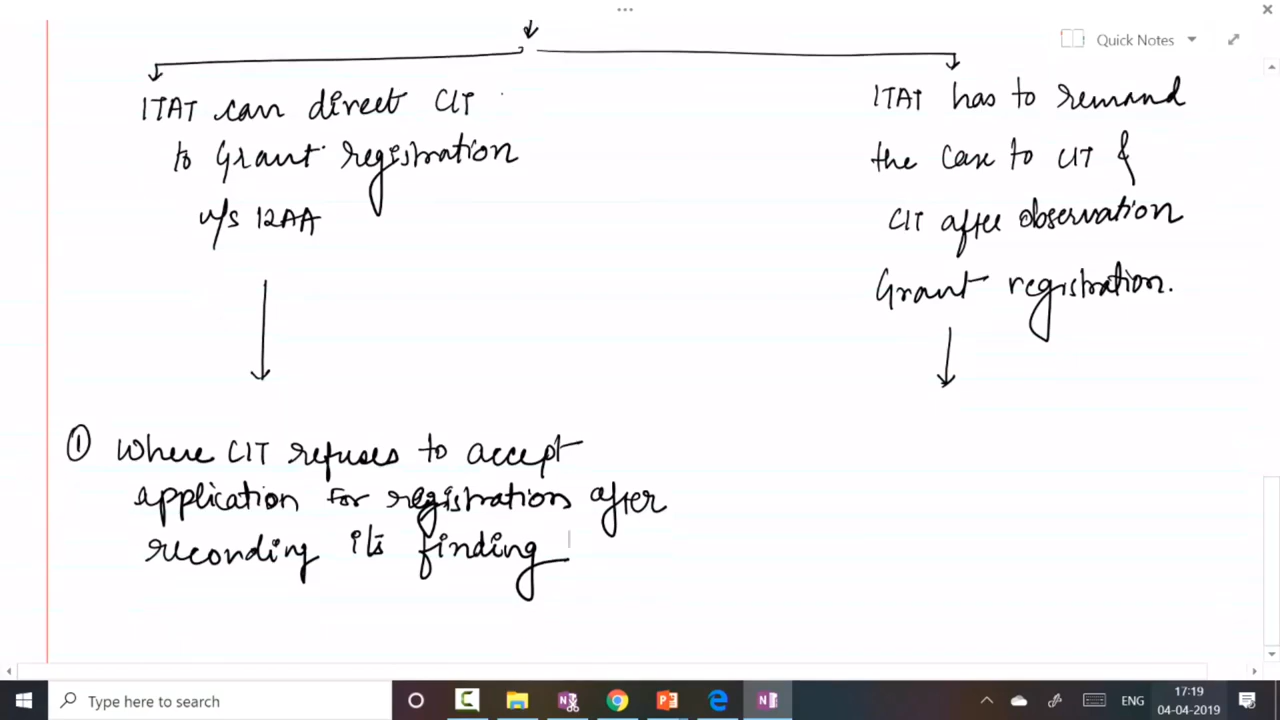 Quick Notes
ITAT can direct CIT
to Grant registration
u/s 12AA
ITAT has to remand
the Case to CIT &
CIT after observation
Grant registration.
① Where CIT refuses to accept
application for registration after
recording its finding
Type here to search
ENG
17:19
04-04-2019